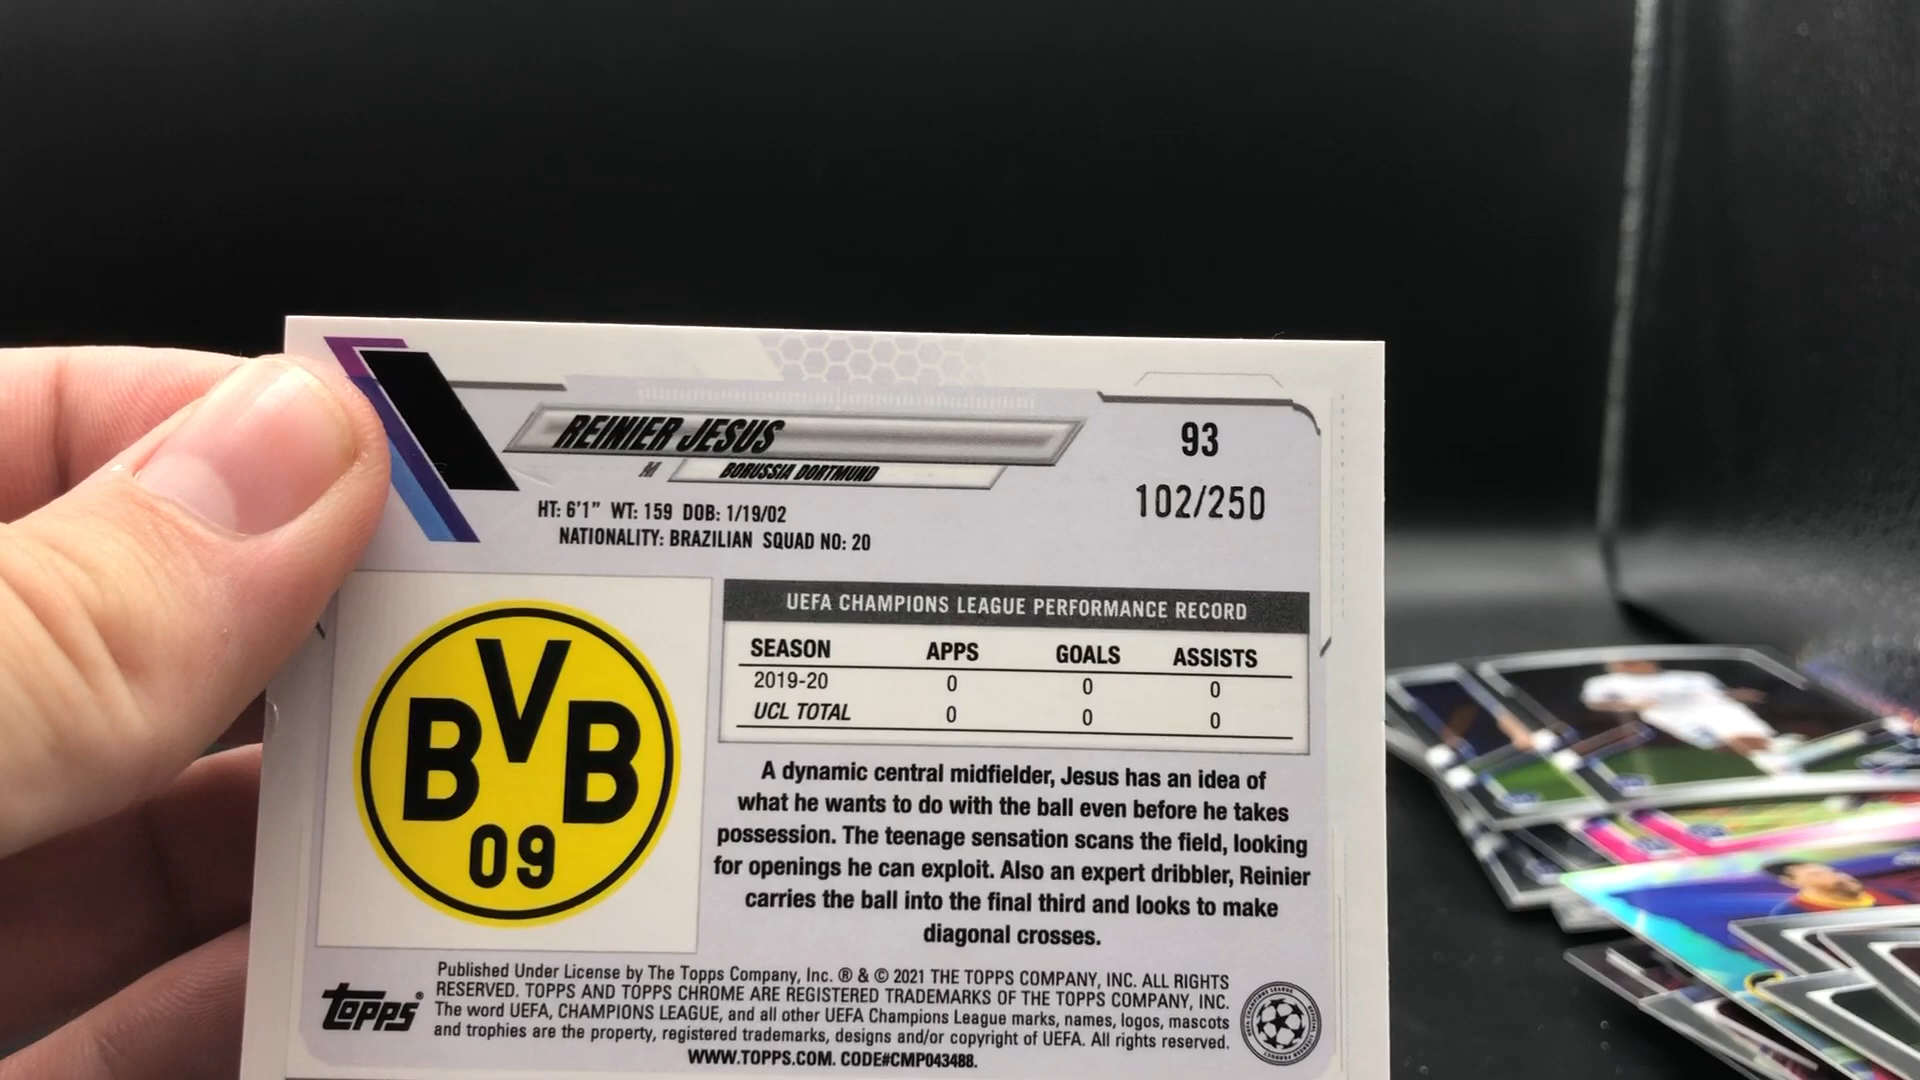 REINIER JESUS
93
M BORUSSIA DORTMUND
102/250
HT: 6'1" WT: 159 DOB: 1/19/02
NATIONALITY: BRAZILIAN SQUAD NO: 20
BVB
09
UEFA CHAMPIONS LEAGUE PERFORMANCE RECORD
SEASON APPS GOALS ASSISTS
2019-20 0 0 0
UCL TOTAL 0 0 0
A dynamic central midfielder, Jesus has an idea of
what he wants to do with the ball even before he takes
possession. The teenage sensation scans the field, looking
for openings he can exploit. Also an expert dribbler, Reinier
carries the ball into the final third and looks to make
diagonal crosses.
topps®
Published Under License by The Topps Company, Inc. ® & © 2021 THE TOPPS COMPANY, INC. ALL RIGHTS
RESERVED. TOPPS AND TOPPS CHROME ARE REGISTERED TRADEMARKS OF THE TOPPS COMPANY, INC.
The word UEFA, CHAMPIONS LEAGUE, and all other UEFA Champions League marks, names, logos, mascots
and trophies are the property, registered trademarks, designs and/or copyright of UEFA. All rights reserved.
WWW.TOPPS.COM. CODE#CMP043488.